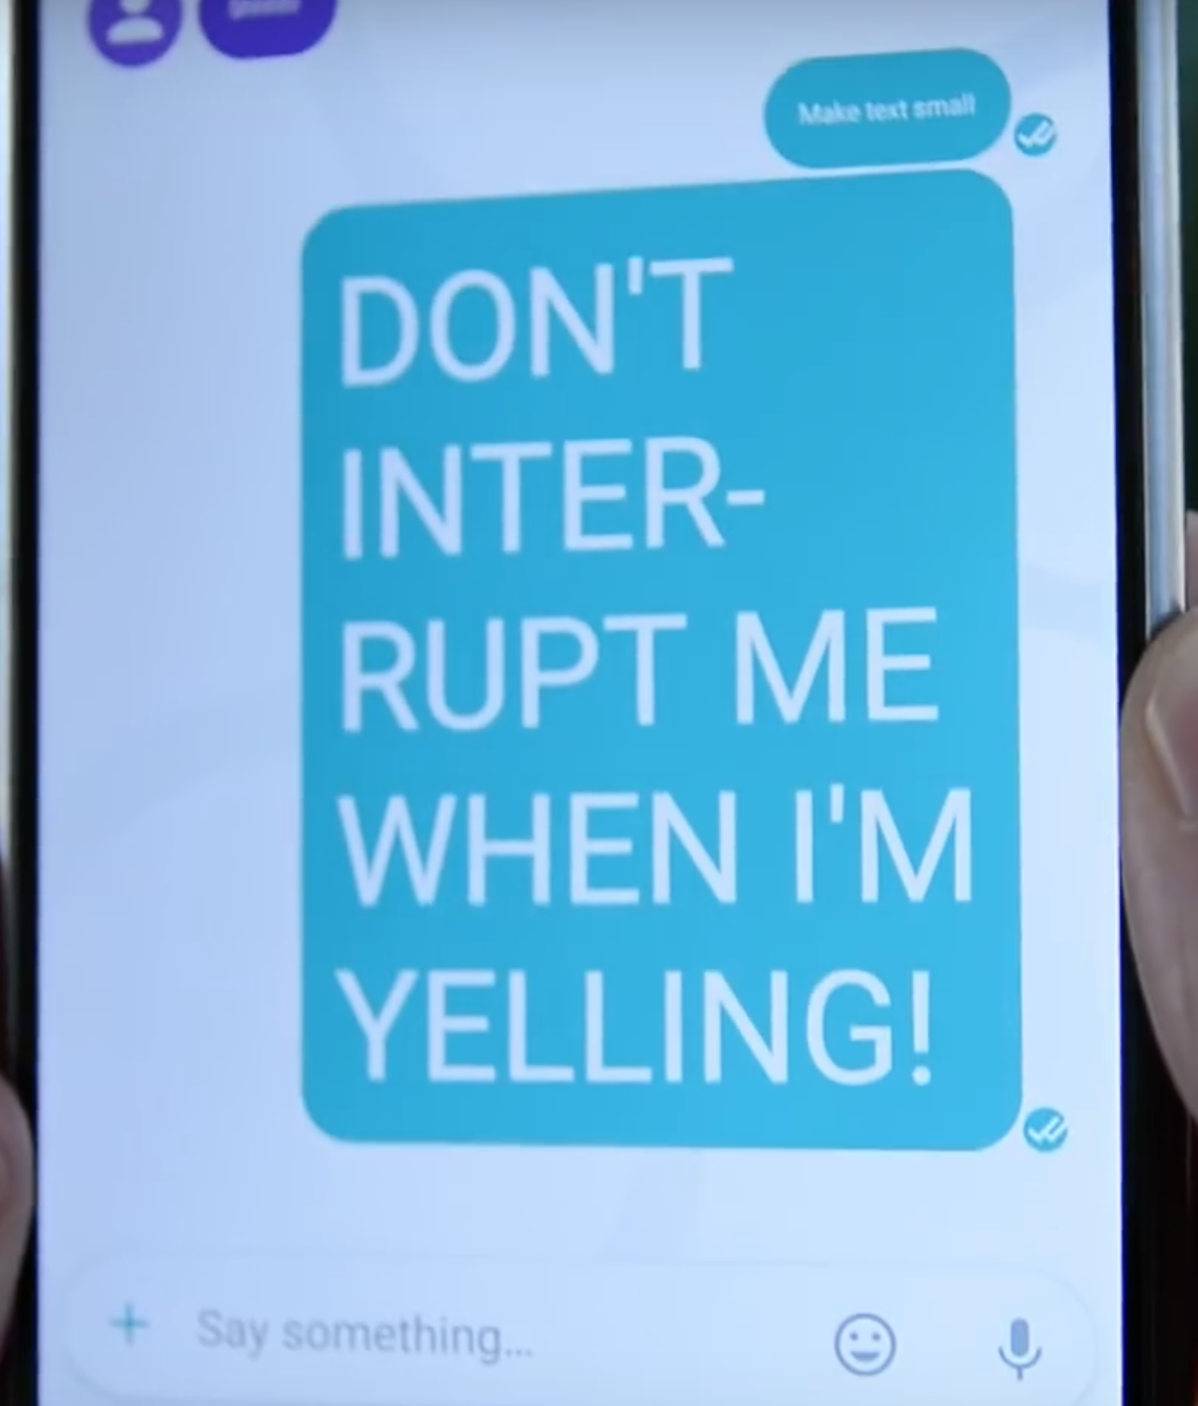 Make text small
DON'T
INTER-
RUPT ME
WHEN I'M
YELLING!
Say something...